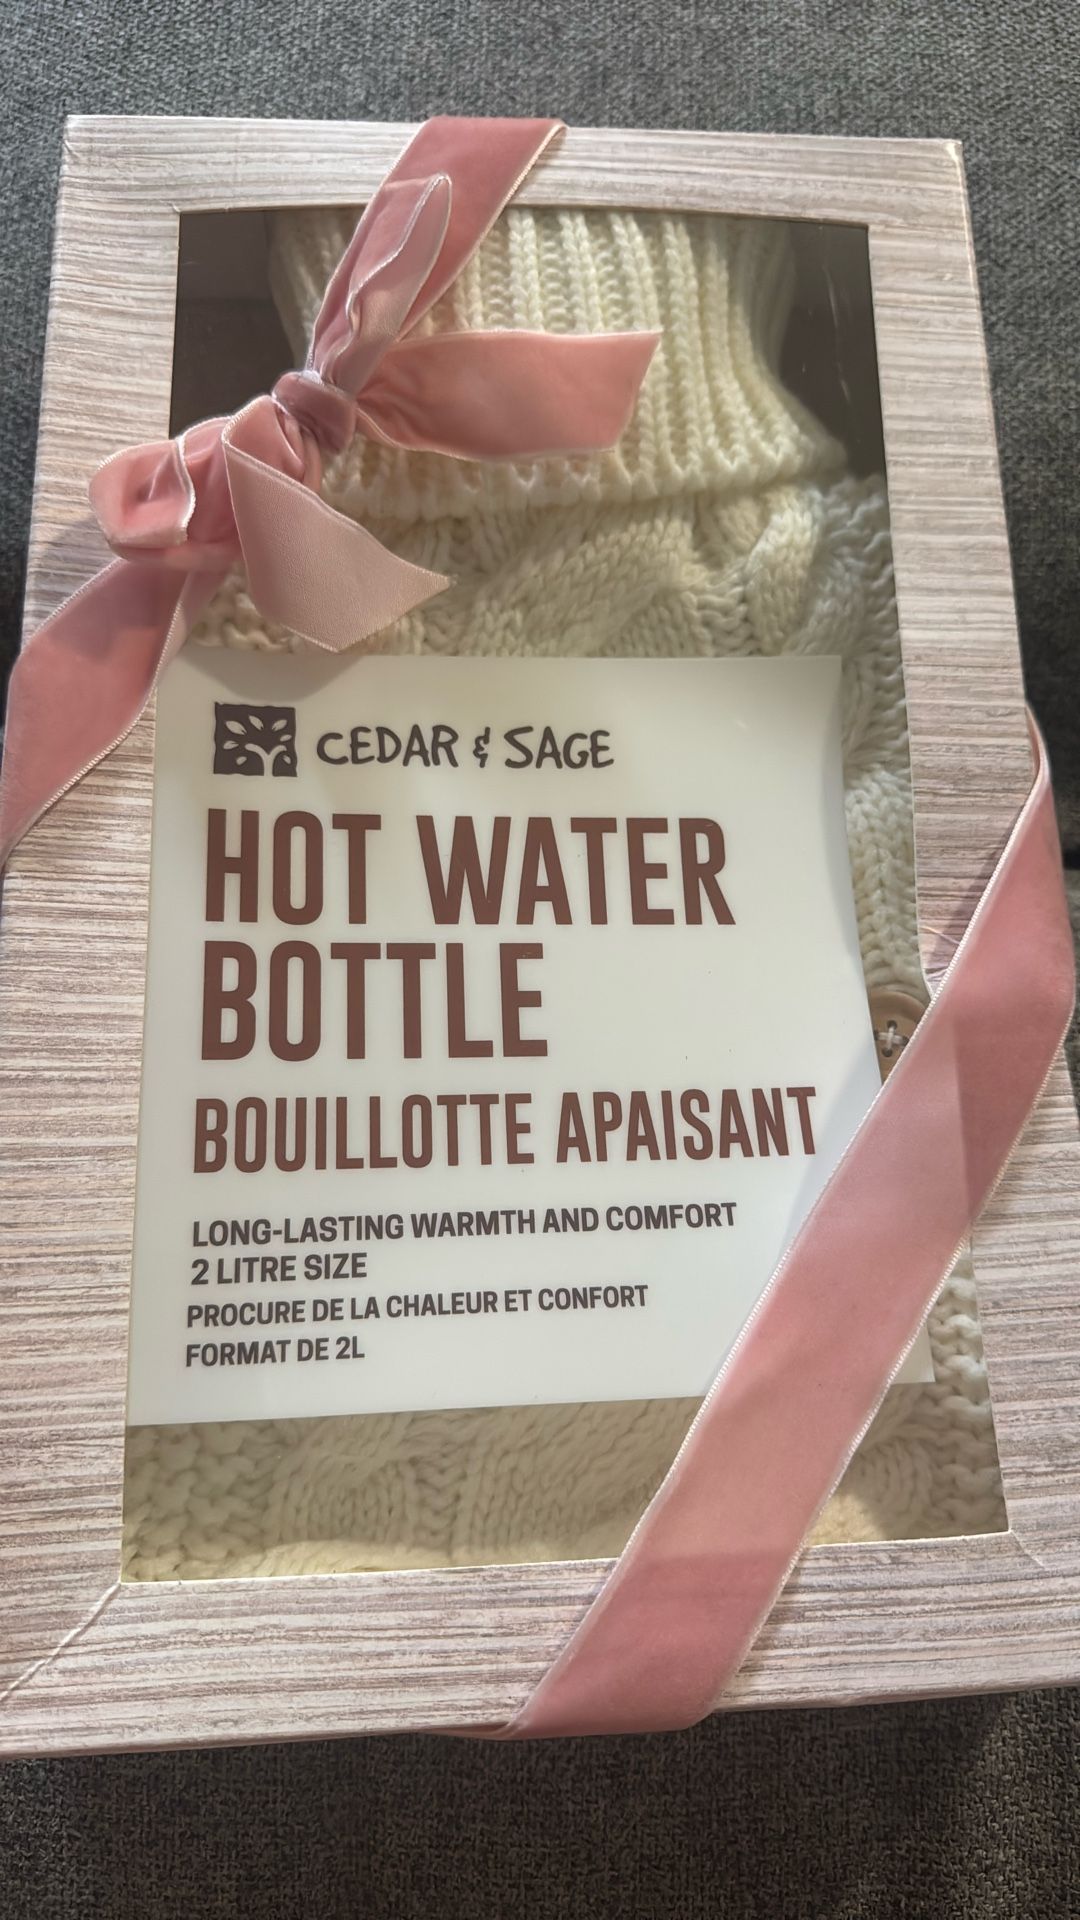 CEDAR & SAGE
HOT WATER
BOTTLE
BOUILLOTTE APAISANT
LONG-LASTING WARMTH AND COMFORT
2 LITRE SIZE
PROCURE DE LA CHALEUR ET CONFORT
FORMAT DE 2L